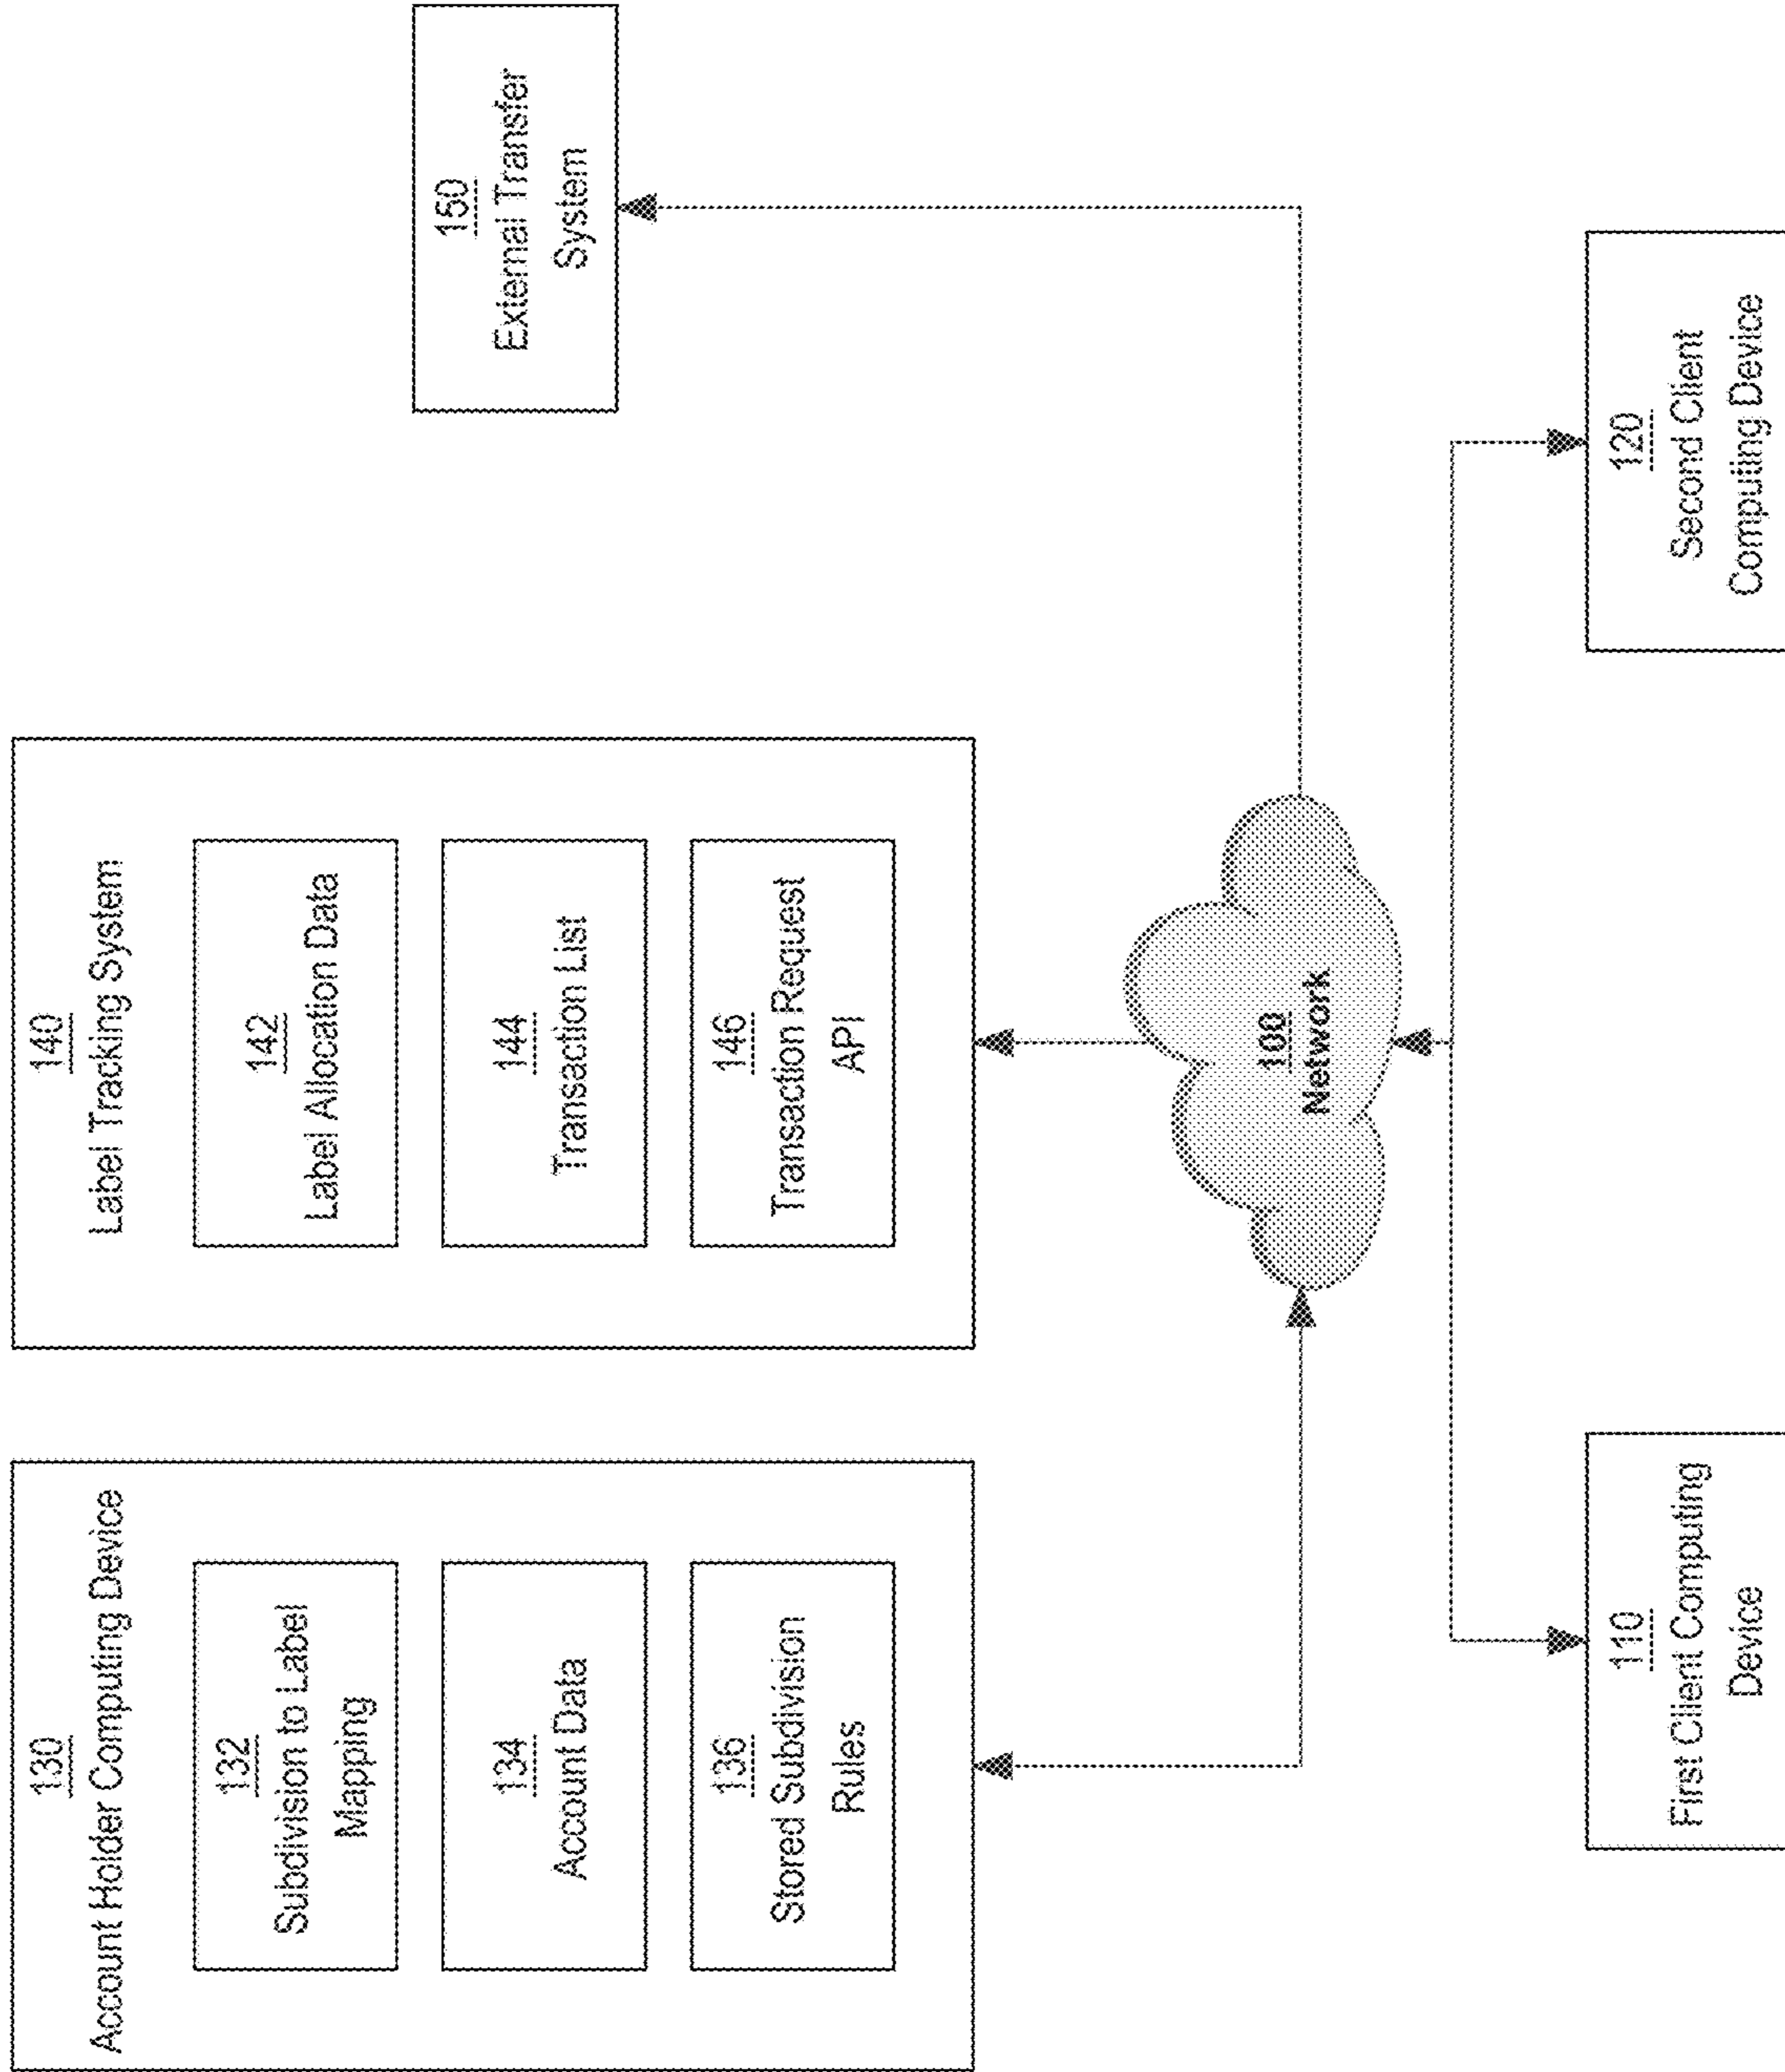 130
Account Holder Computing Device
132
Subdivision to Label
Mapping
134
Account Data
136
Stored Subdivision
Rules
140
Label Tracking System
142
Label Allocation Data
144
Transaction List
146
Transaction Request
API
150
External Transfer
System
100
Network
110
First Client Computing
Device
120
Second Client
Computing Device